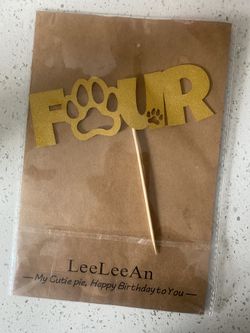 FOUR
LeeLeeAn
— My Cutie pie, Happy Birthday to You —